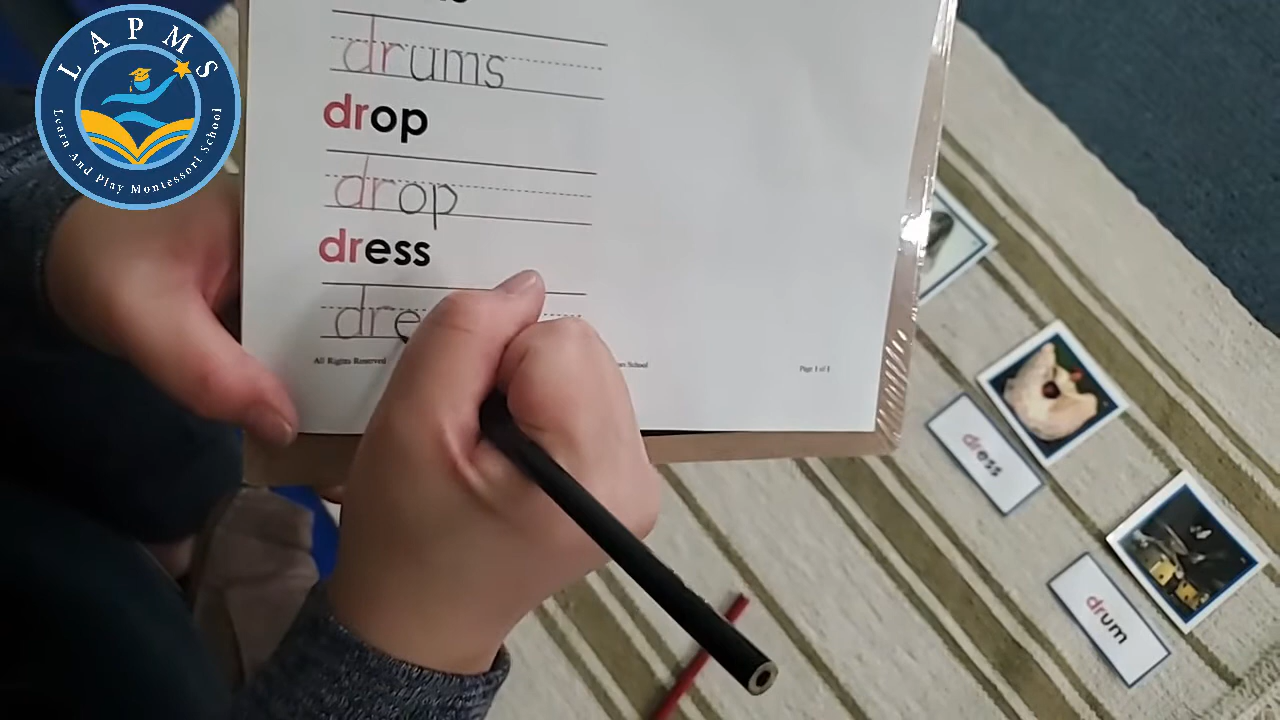 LAPMS
Learn And Play Montessori School
drums
drop
drop
dress
dre
All Rights Reserved
School
Page 1 of 1
dress
drum